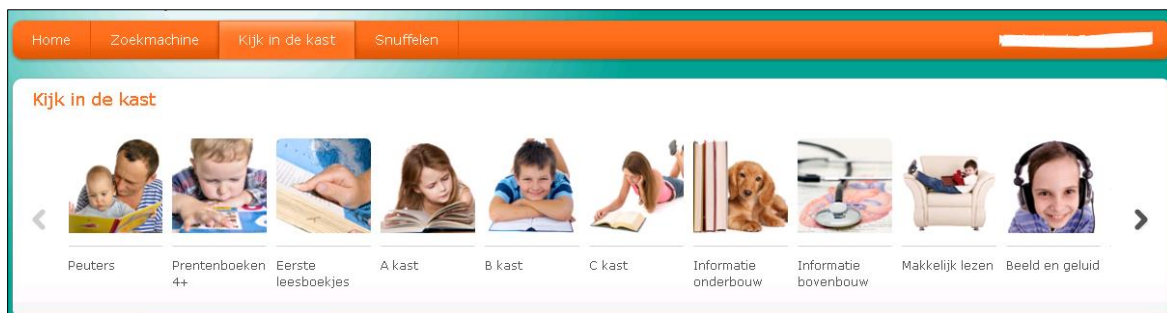 Home Zoekmachine Kijk in de kast Snuffelen
Kijk in de kast
Peuters
Prentenboeken
4+
Eerste
leesboekjes
A kast
B kast
C kast
Informatie
onderbouw
Informatie
bovenbouw
Makkelijk lezen
Beeld en geluid